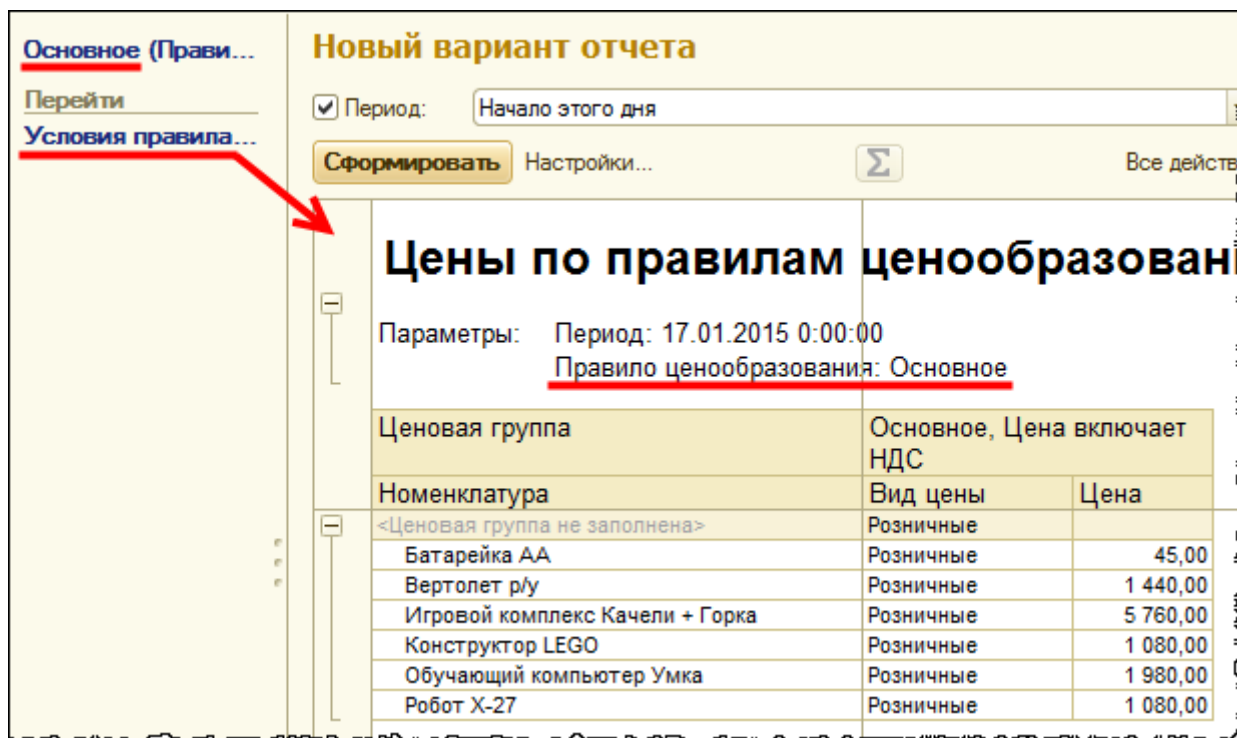 Основное (Прави...
Перейти
Условия правила...
Новый вариант отчета
Период: Начало этого дня
Сформировать Настройки... Σ Все дейст
Цены по правилам ценообразован
Параметры: Период: 17.01.2015 0:00:00
Правило ценообразования: Основное
Ценовая группа Основное, Цена включает
НДС
Номенклатура Вид цены Цена
<Ценовая группа не заполнена> Розничные
Батарейка АА Розничные 45,00
Вертолет р/у Розничные 1 440,00
Игровой комплекс Качели + Горка Розничные 5 760,00
Конструктор LEGO Розничные 1 080,00
Обучающий компьютер Умка Розничные 1 980,00
Робот Х-27 Розничные 1 080,00